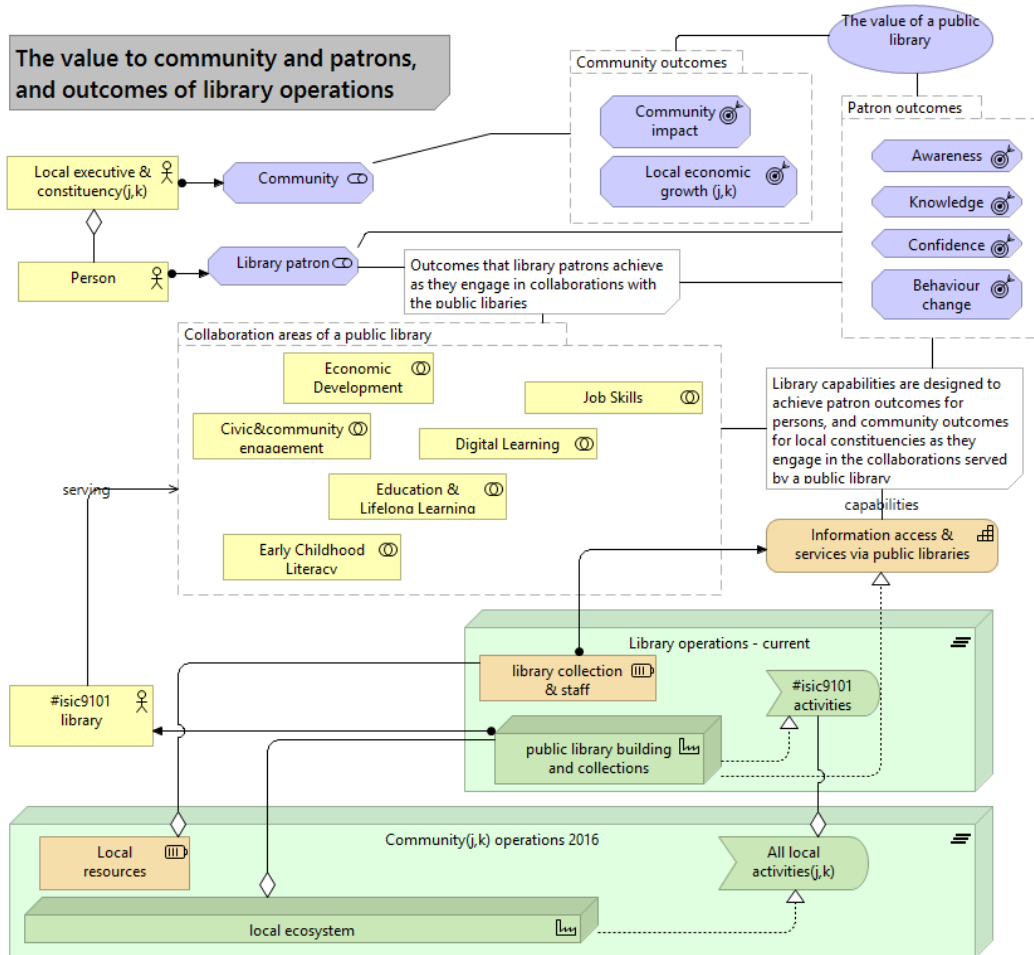 The value to community and patrons,
and outcomes of library operations
The value of a public
library
Community outcomes
Community
impact
Local economic
growth (j,k)
Patron outcomes
Awareness
Knowledge
Confidence
Behaviour
change
Local executive &
constituency(j,k)
Community
Person
Library patron
Outcomes that library patrons achieve
as they engage in collaborations with
the public libaries
Collaboration areas of a public library
Economic
Development
Job Skills
Civic&community
engagement
Digital Learning
Education &
Lifelong Learning
Early Childhood
Literacy
serving
Library capabilities are designed to
achieve patron outcomes for
persons, and community outcomes
for local constituencies as they
engage in the collaborations served
by a public library
capabilities
Information access &
services via public libraries
Library operations - current
library collection
& staff
#isic9101
activities
#isic9101
library
public library building
and collections
Community(j,k) operations 2016
Local
resources
All local
activities(j,k)
local ecosystem